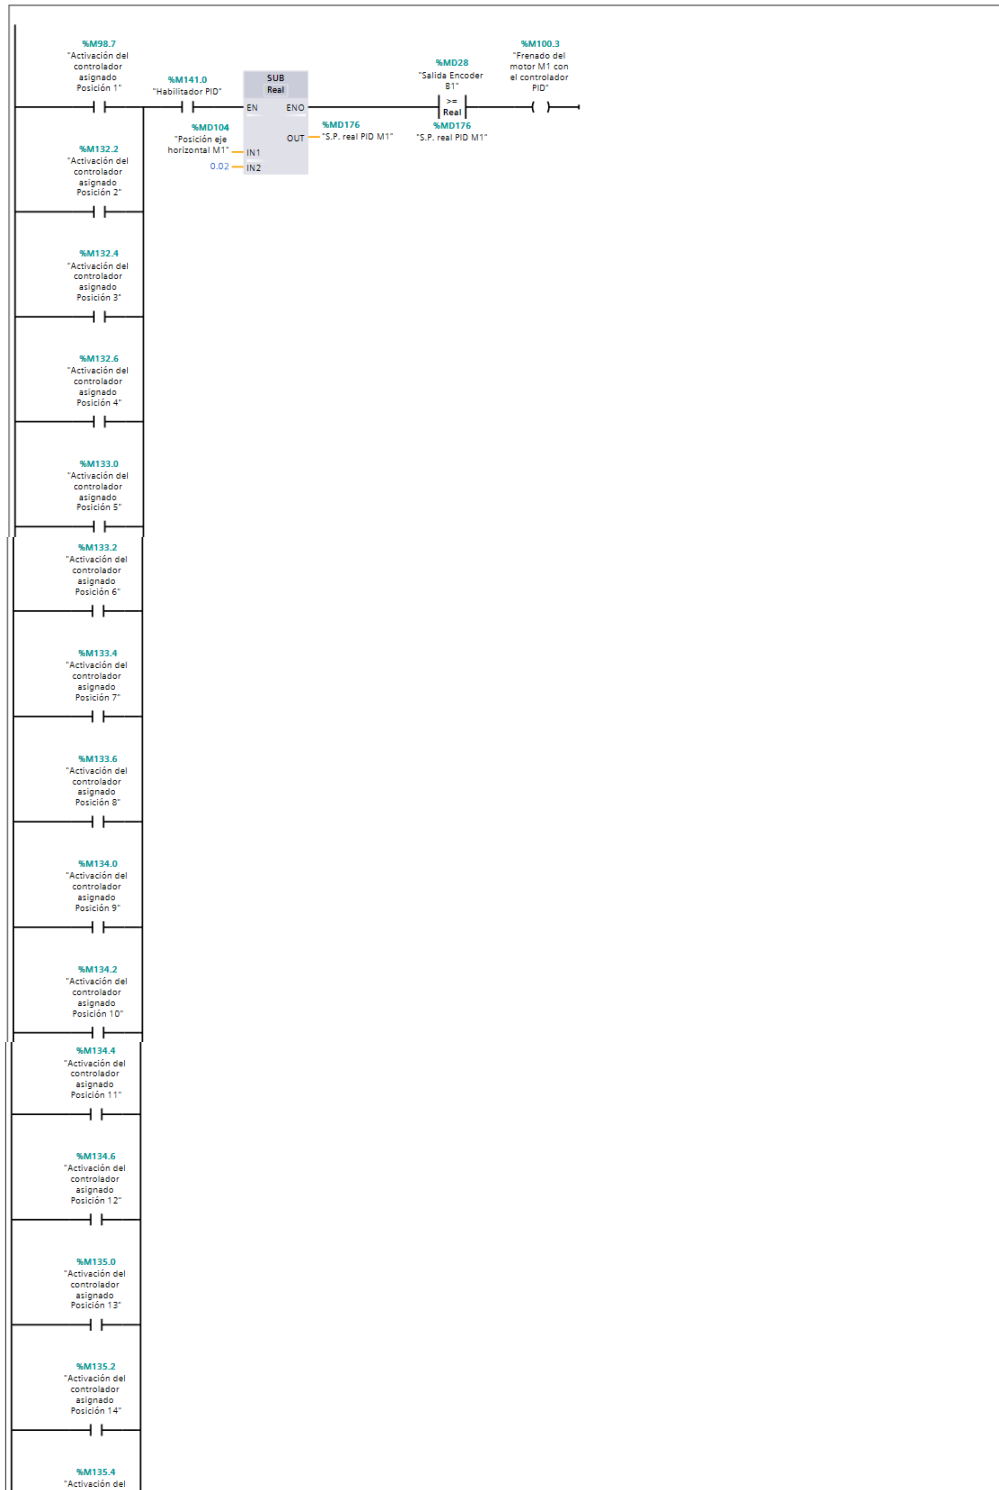 %M98.7
"Activación del
controlador
asignado
Posición 1"
%M141.0
"Habilitador PID"
SUB
Real
EN
ENO
%MD104
"Posición eje
horizontal M1"
IN1
0.02
IN2
OUT
%MD176
"S.P. real PID M1"
%MD28
"Salida Encoder
B1"
>=
Real
%MD176
"S.P. real PID M1"
%M100.3
"Frenado del
motor M1 con
el controlador
PID"
%M132.2
"Activación del
controlador
asignado
Posición 2"
%M132.4
"Activación del
controlador
asignado
Posición 3"
%M132.6
"Activación del
controlador
asignado
Posición 4"
%M133.0
"Activación del
controlador
asignado
Posición 5"
%M133.2
"Activación del
controlador
asignado
Posición 6"
%M133.4
"Activación del
controlador
asignado
Posición 7"
%M133.6
"Activación del
controlador
asignado
Posición 8"
%M134.0
"Activación del
controlador
asignado
Posición 9"
%M134.2
"Activación del
controlador
asignado
Posición 10"
%M134.4
"Activación del
controlador
asignado
Posición 11"
%M134.6
"Activación del
controlador
asignado
Posición 12"
%M135.0
"Activación del
controlador
asignado
Posición 13"
%M135.2
"Activación del
controlador
asignado
Posición 14"
%M135.4
"Activación del